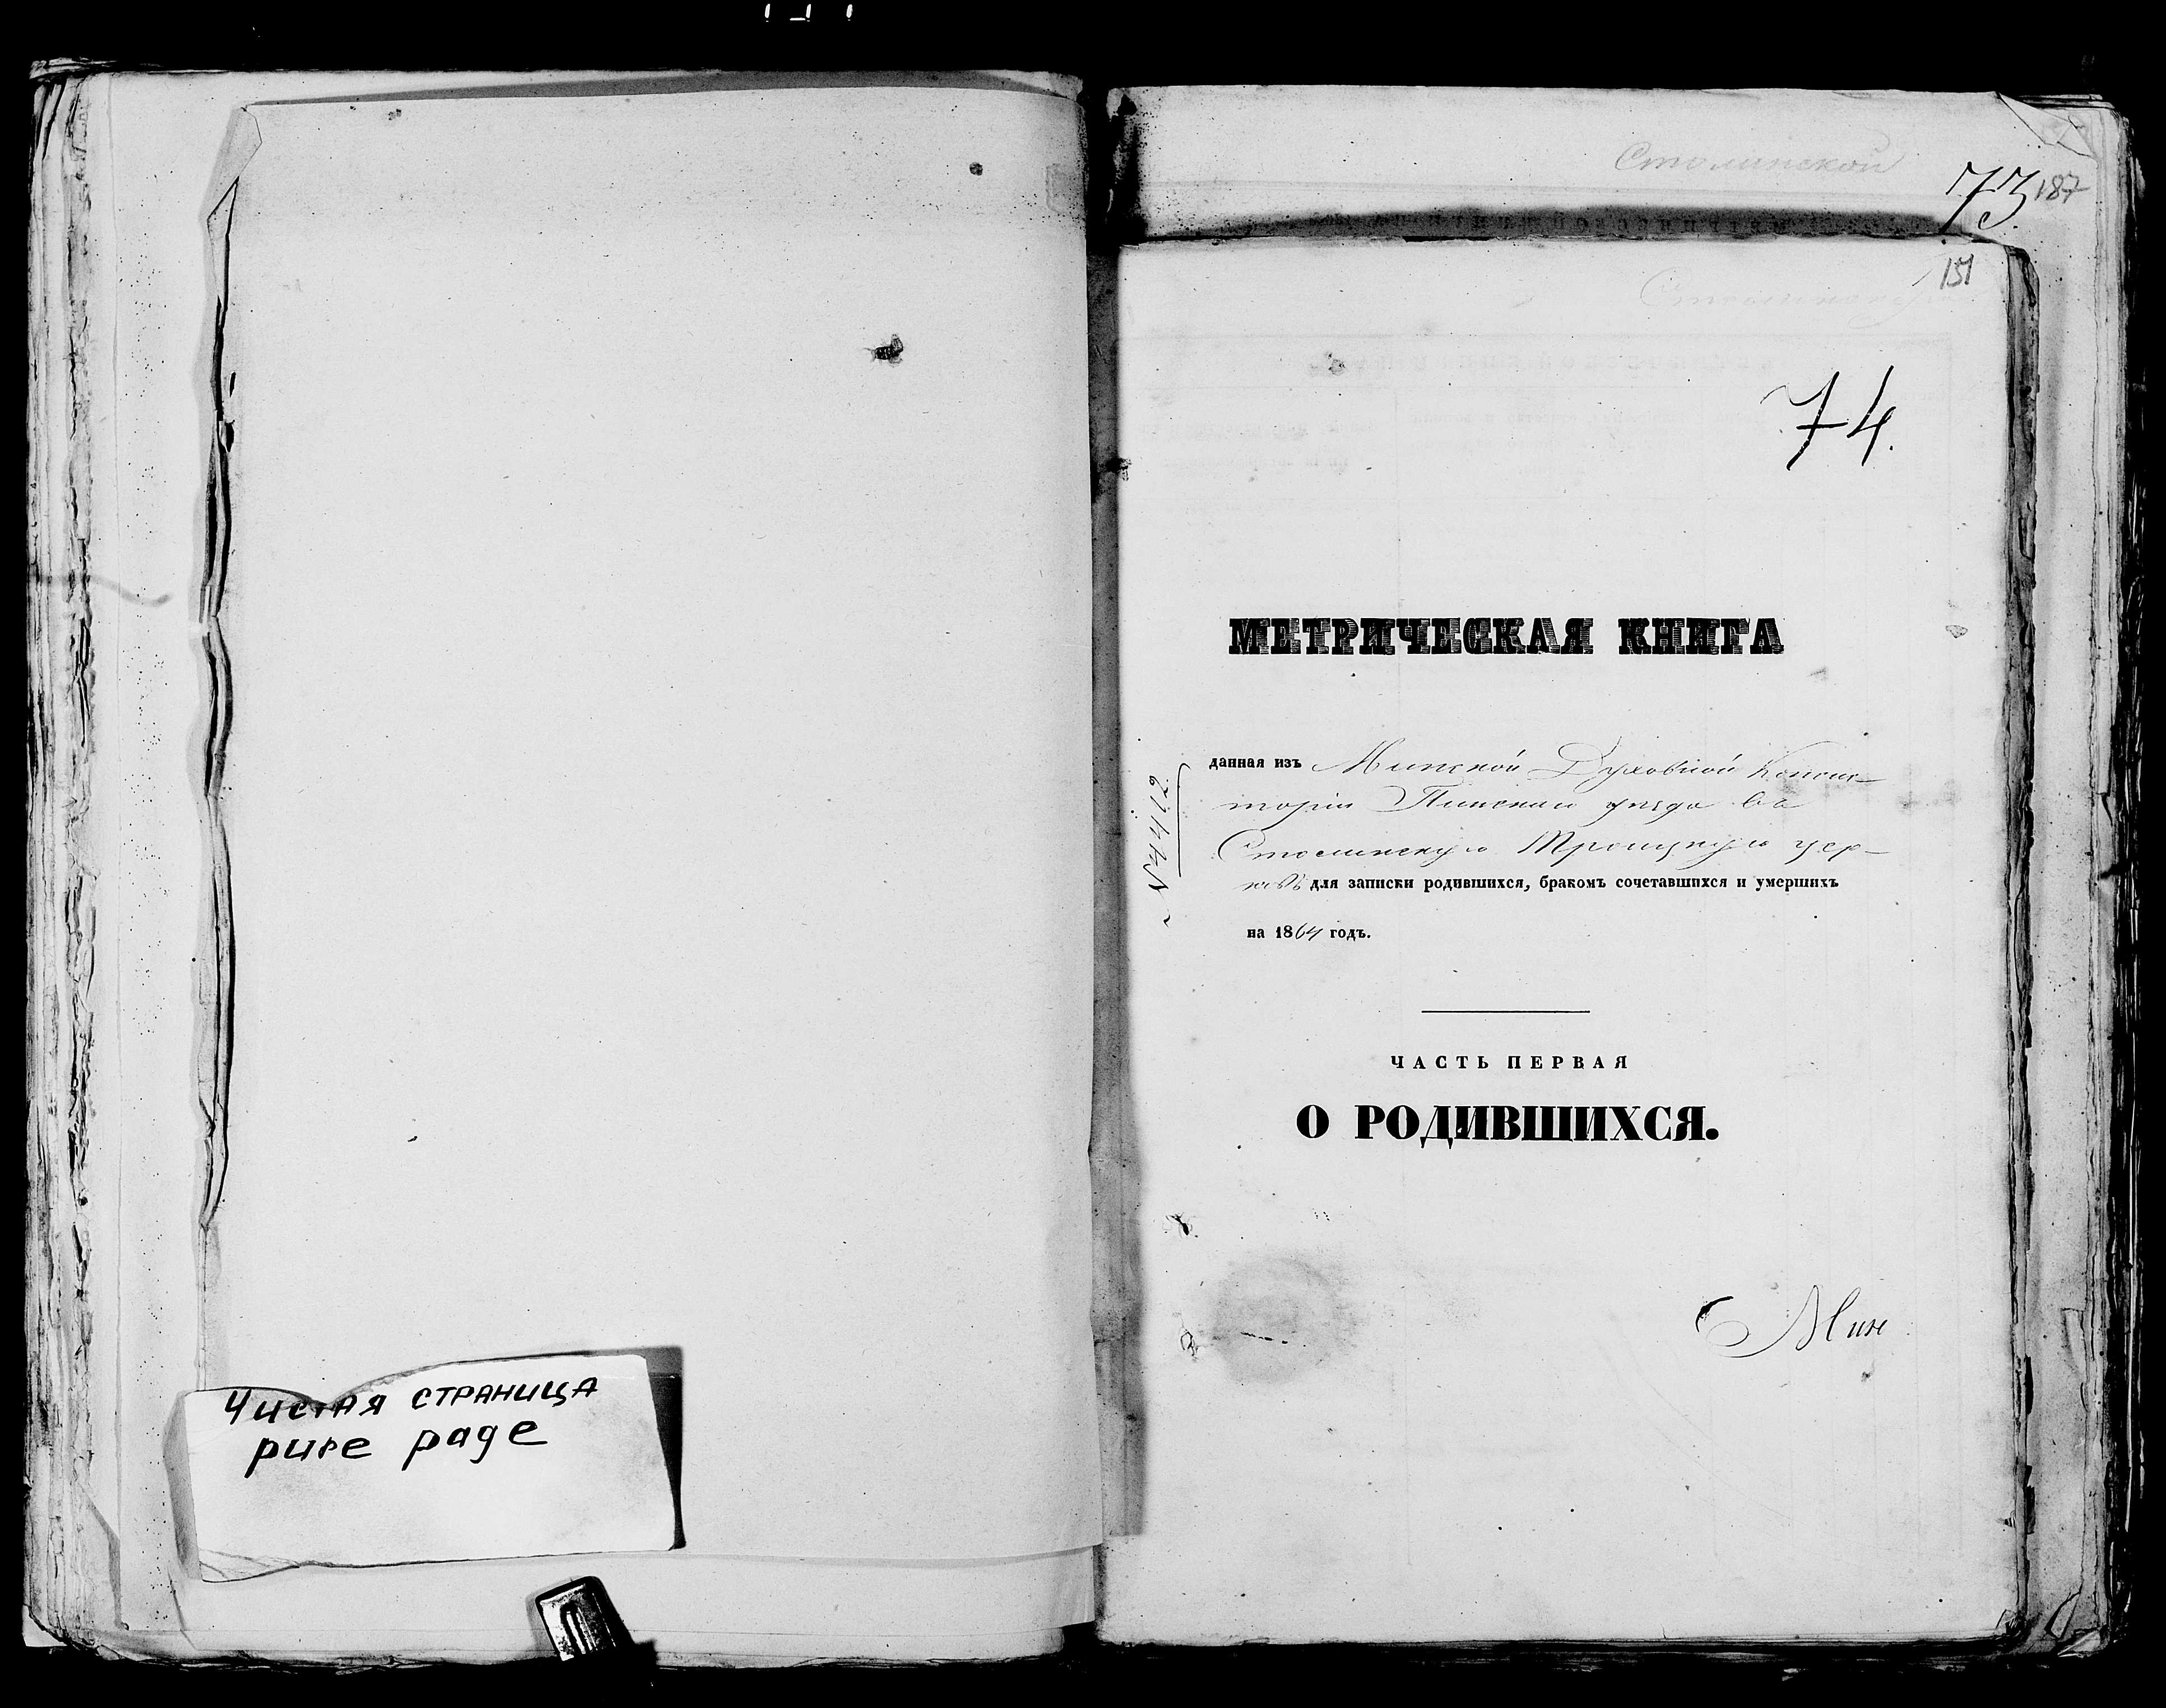 Чистая страница
pure page
Столинской
73
187
151
74.
МЕТРИЧЕСКАЯ КНИГА
данная изъ Минской Духовной Консис-
торіи Пинскаго уѣзда въ
Столинскую Троицкую цер-
ковь для записки родившихся, бракомъ сочетавшихся и умершихъ
на 1864 годъ.
ЧАСТЬ ПЕРВАЯ
О РОДИВШИХСЯ.
Мин